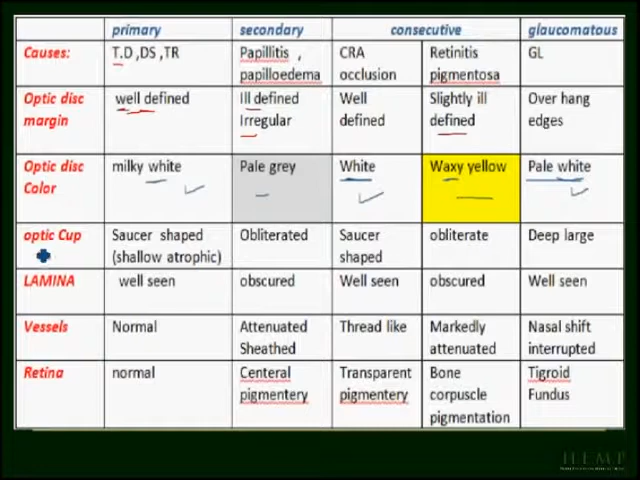 primary secondary consecutive glaucomatous
Causes: T.D ,DS ,TR Papillitis , CRA Retinitis GL
papilloedema occlusion pigmentosa
Optic disc well defined Ill defined Well Slightly ill Over hang
margin Irregular defined defined edges
Optic disc milky white Pale grey White Waxy yellow Pale white
Color
optic Cup Saucer shaped Obliterated Saucer obliterate Deep large
(shallow atrophic) shaped
LAMINA well seen obscured Well seen obscured Well seen
Vessels Normal Attenuated Thread like Markedly Nasal shift
Sheathed attenuated interrupted
Retina normal Centeral Transparent Bone Tigroid
pigmentery pigmentery corpuscle Fundus
pigmentation